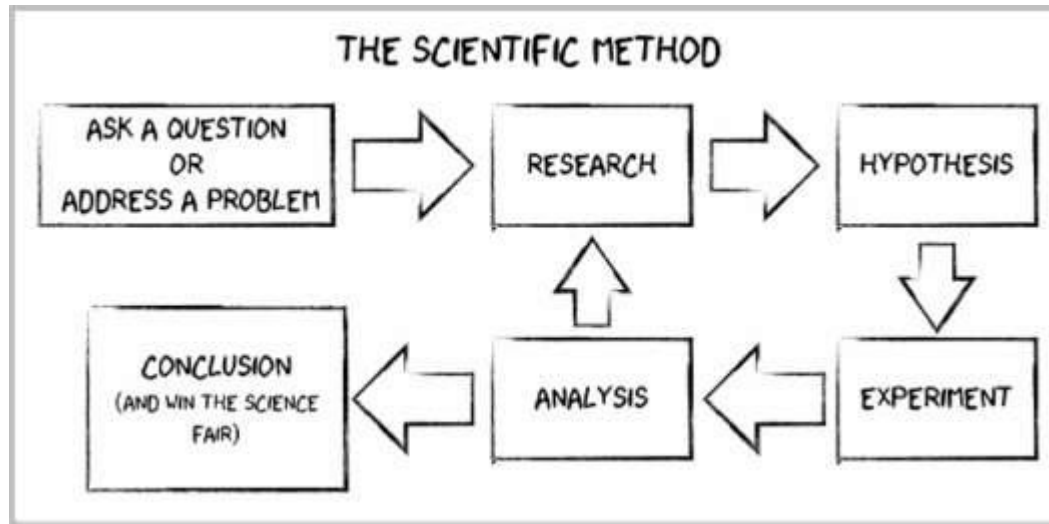 THE SCIENTIFIC METHOD
ASK A QUESTION
OR
ADDRESS A PROBLEM
RESEARCH
HYPOTHESIS
EXPERIMENT
ANALYSIS
CONCLUSION
(AND WIN THE SCIENCE
FAIR)